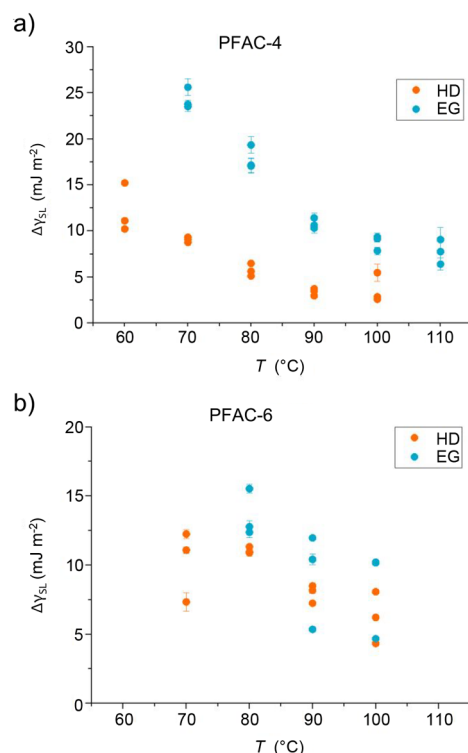 a)
PFAC-4
30
25
20
15
10
5
0
ΔγSL (mJ m-2)
HD
EG
60 70 80 90 100 110
T (°C)
b)
PFAC-6
20
15
10
5
0
ΔγSL (mJ m-2)
HD
EG
60 70 80 90 100 110
T (°C)